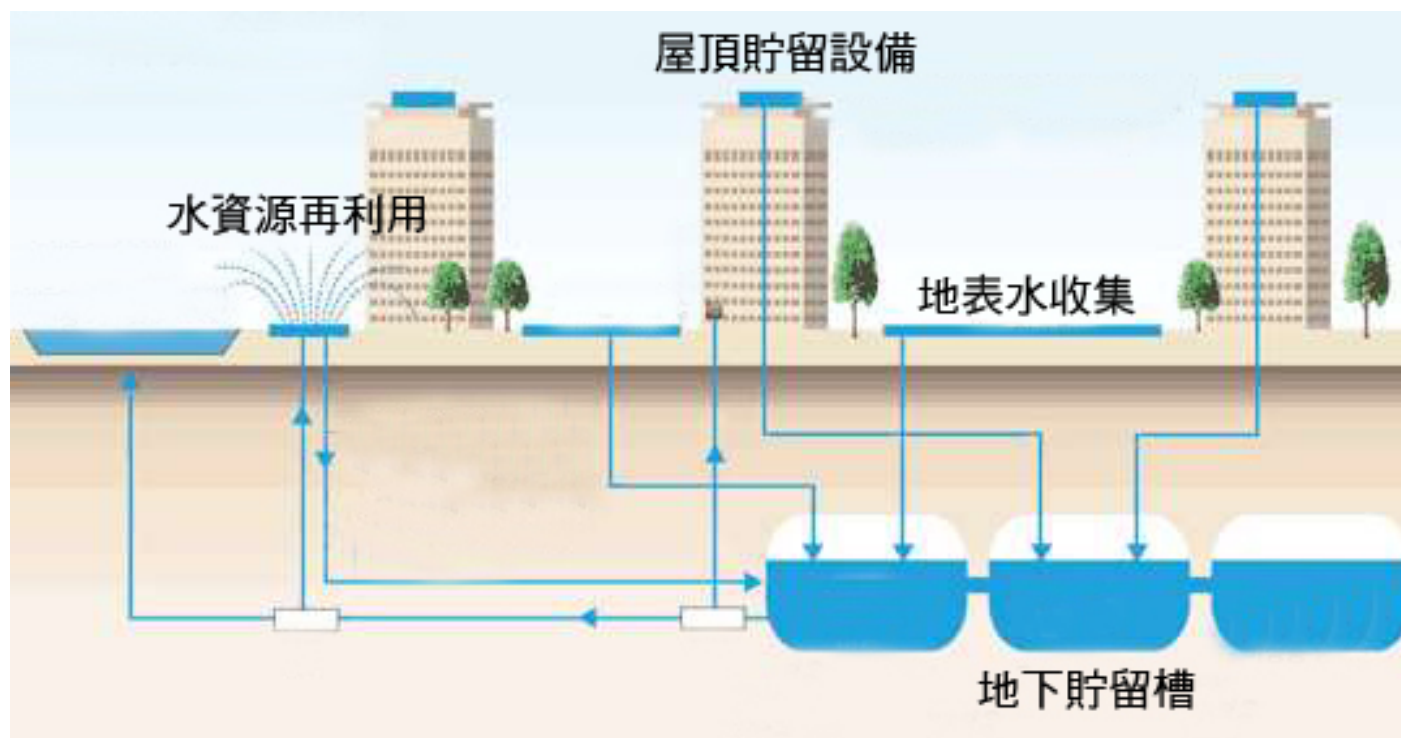 屋頂貯留設備
水資源再利用
地表水收集
地下貯留槽